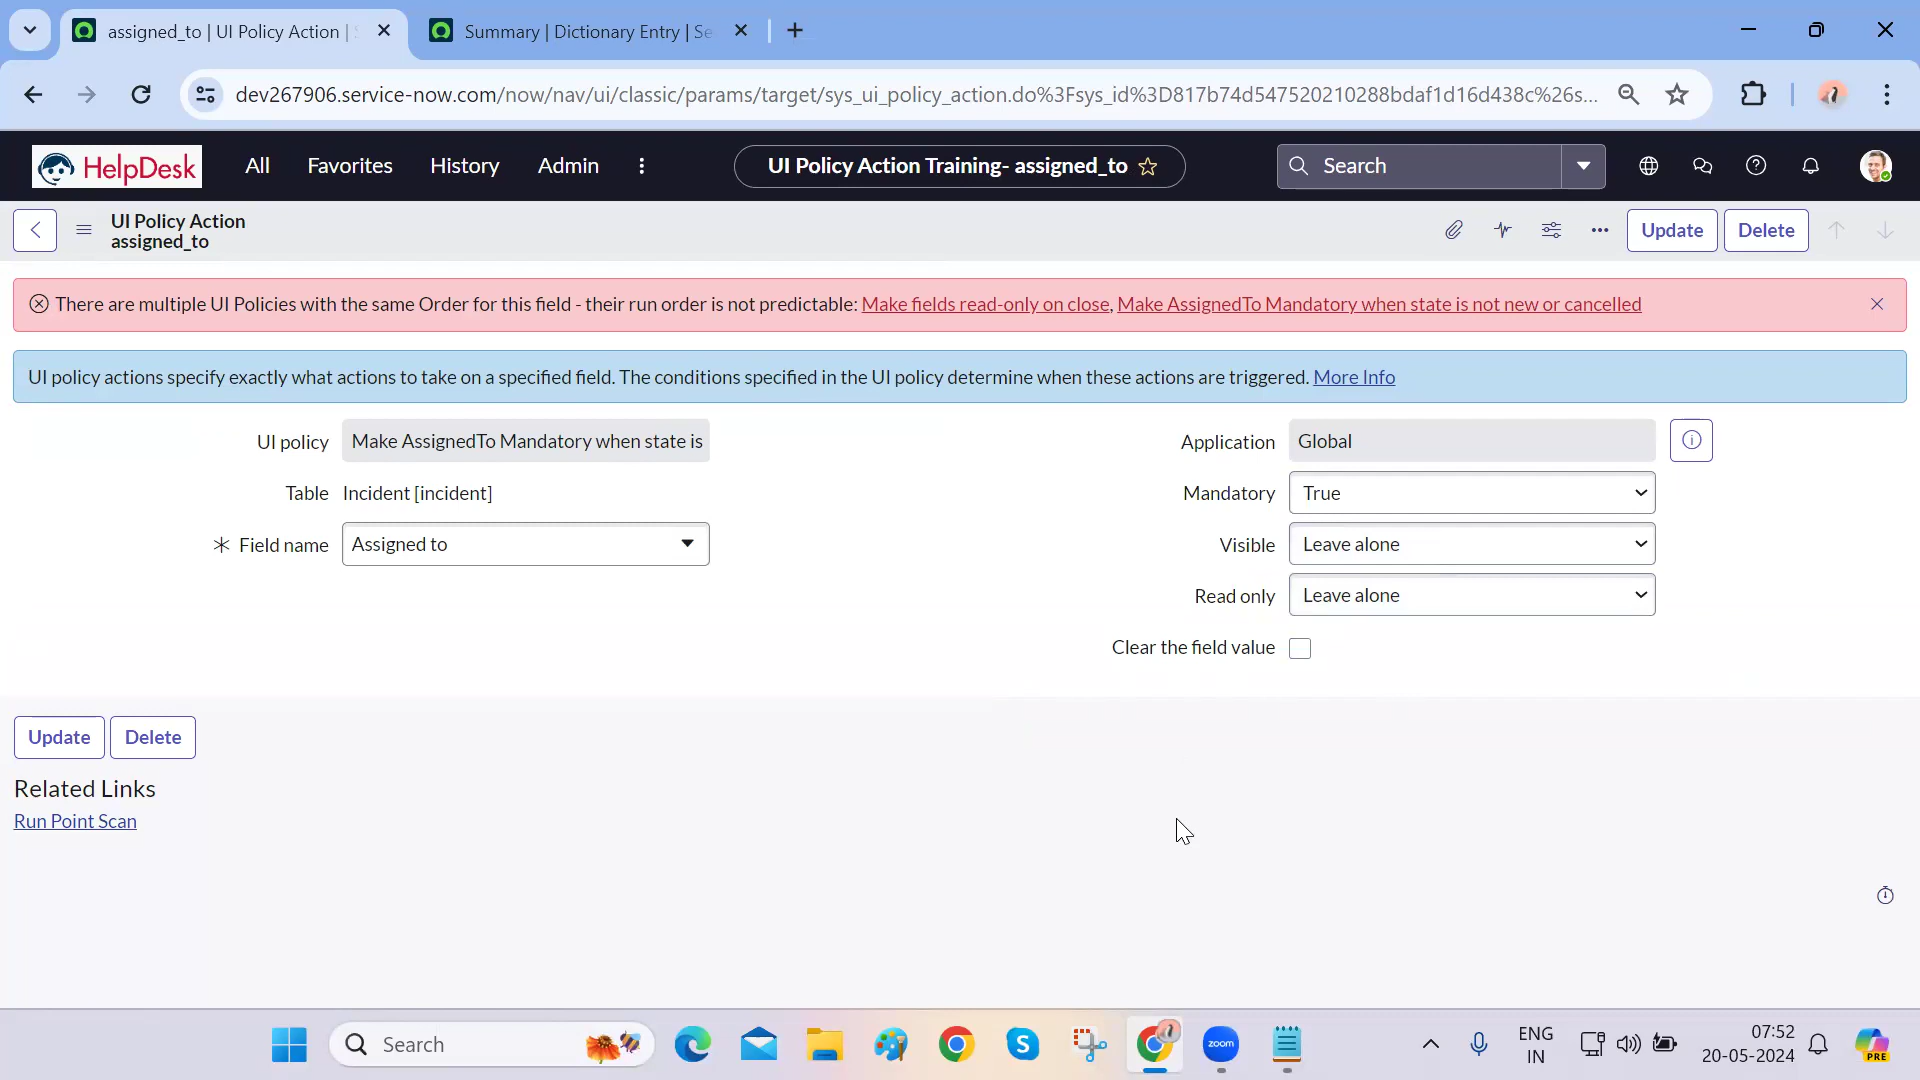 assigned_to | UI Policy Action |
Summary | Dictionary Entry | Se
dev267906.service-now.com/now/nav/ui/classic/params/target/sys_ui_policy_action.do%3Fsys_id%3D817b74d547520210288bdaf1d16d438c%26s...
HelpDesk
All
Favorites
History
Admin
UI Policy Action Training- assigned_to
Search
UI Policy Action
assigned_to
Update
Delete
There are multiple UI Policies with the same Order for this field - their run order is not predictable: Make fields read-only on close, Make AssignedTo Mandatory when state is not new or cancelled
UI policy actions specify exactly what actions to take on a specified field. The conditions specified in the UI policy determine when these actions are triggered. More Info
UI policy
Make AssignedTo Mandatory when state is
Application
Global
Table
Incident [incident]
Mandatory
True
Field name
Assigned to
Visible
Leave alone
Read only
Leave alone
Clear the field value
Update
Delete
Related Links
Run Point Scan
Search
zoom
ENG
IN
07:52
20-05-2024
PRE